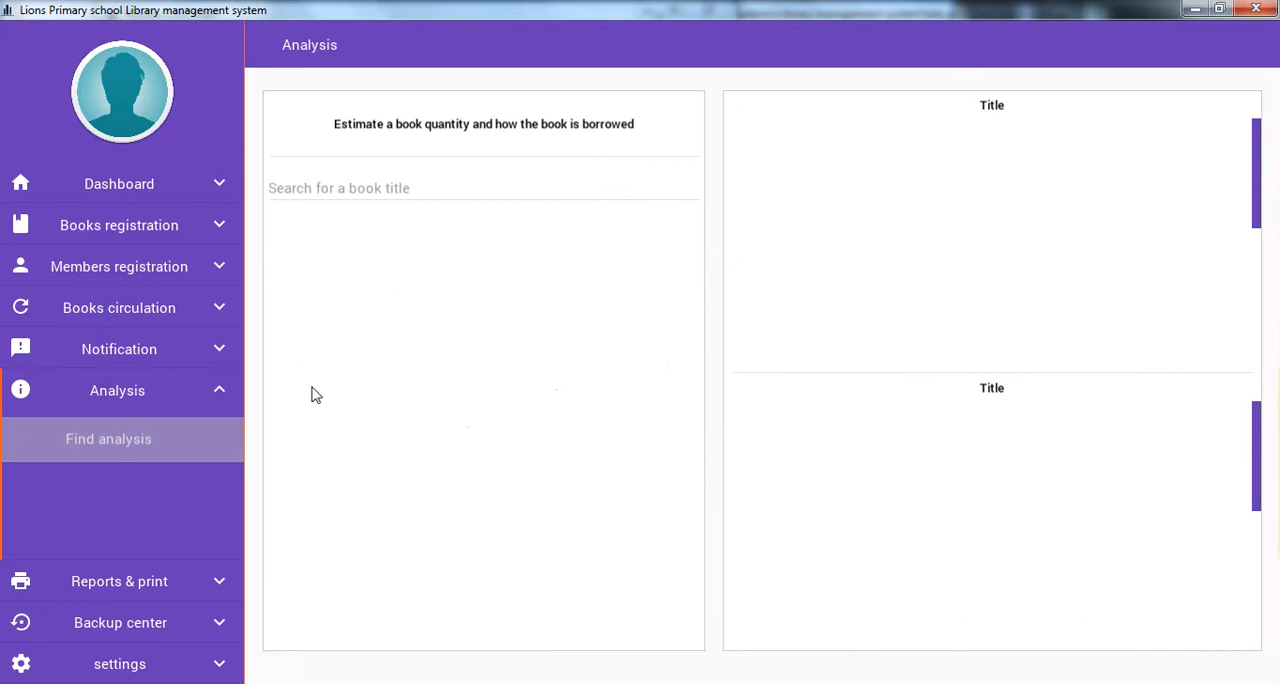 Lions Primary school Library management system
Analysis
Dashboard
Books registration
Members registration
Books circulation
Notification
Analysis
Find analysis
Reports & print
Backup center
settings
Estimate a book quantity and how the book is borrowed
Search for a book title
Title
Title